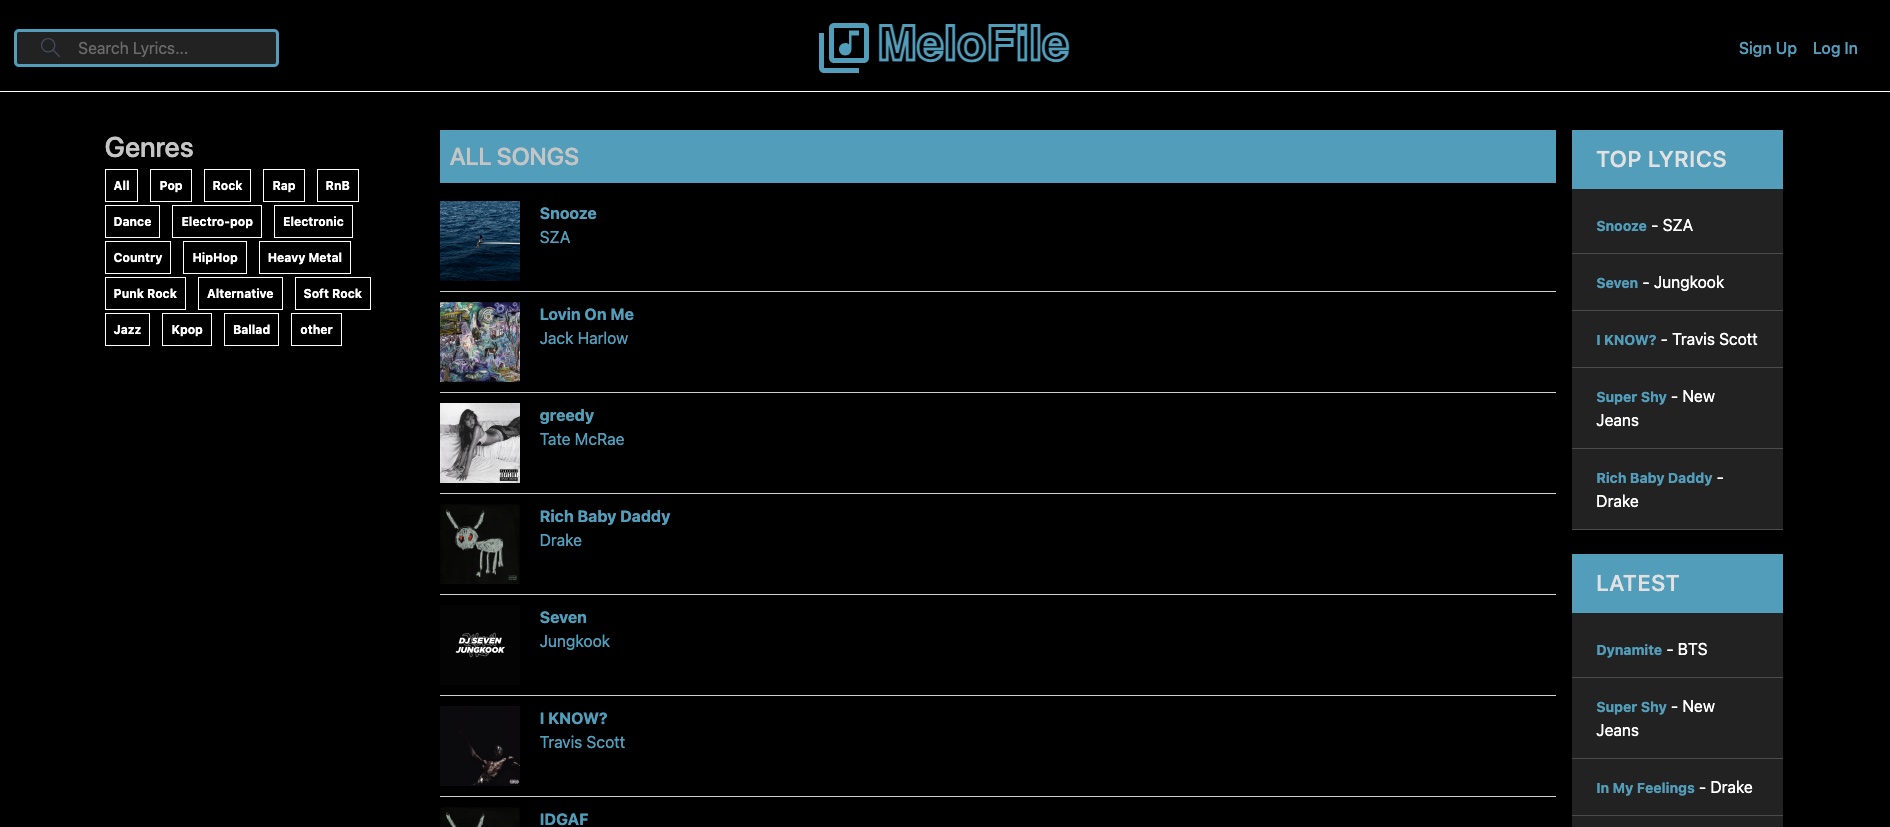 Search Lyrics...
MeloFile
Sign Up Log In
Genres
All Pop Rock Rap RnB
Dance Electro-pop Electronic
Country HipHop Heavy Metal
Punk Rock Alternative Soft Rock
Jazz Kpop Ballad other
ALL SONGS
Snooze
SZA
Lovin On Me
Jack Harlow
greedy
Tate McRae
Rich Baby Daddy
Drake
DJ SEVEN
JUNGKOOK
Seven
Jungkook
I KNOW?
Travis Scott
IDGAF
TOP LYRICS
Snooze - SZA
Seven - Jungkook
I KNOW? - Travis Scott
Super Shy - New
Jeans
Rich Baby Daddy -
Drake
LATEST
Dynamite - BTS
Super Shy - New
Jeans
In My Feelings - Drake